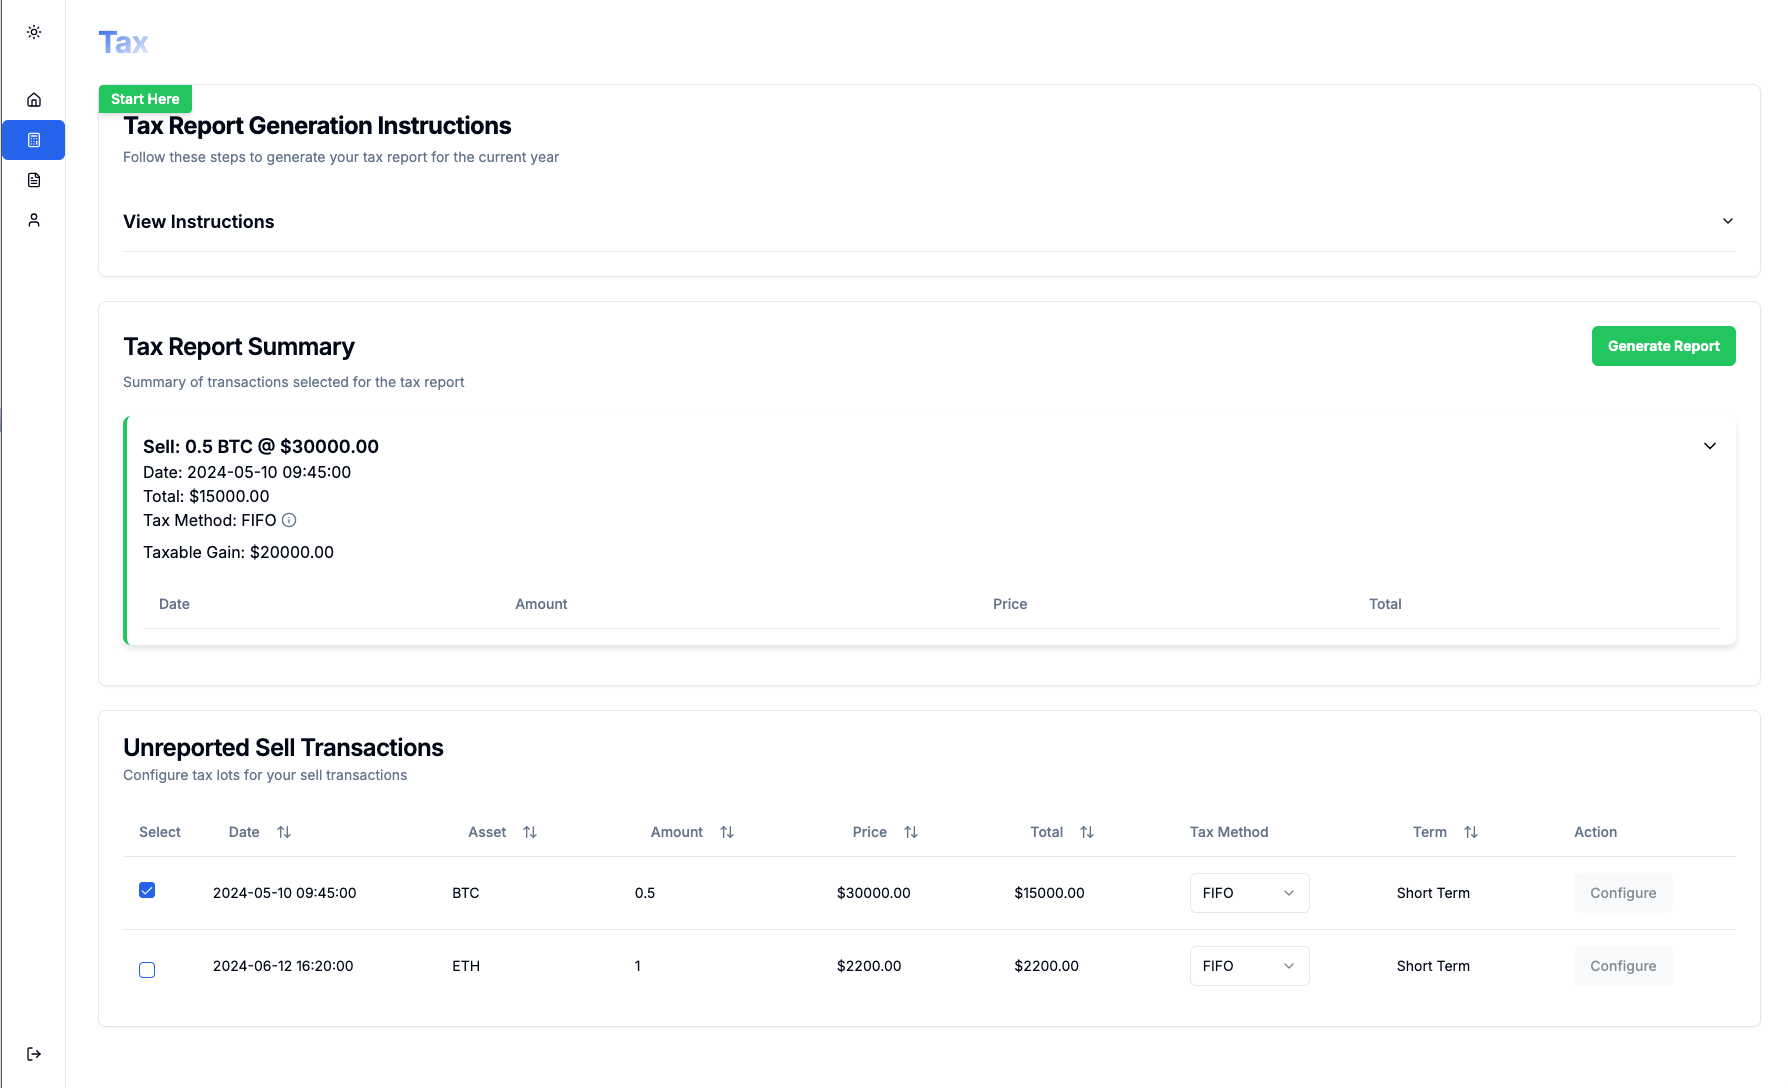 Tax
Start Here
Tax Report Generation Instructions
Follow these steps to generate your tax report for the current year
View Instructions
Tax Report Summary
Generate Report
Summary of transactions selected for the tax report
Sell: 0.5 BTC @ $30000.00
Date: 2024-05-10 09:45:00
Total: $15000.00
Tax Method: FIFO
Taxable Gain: $20000.00
Date Amount Price Total
Unreported Sell Transactions
Configure tax lots for your sell transactions
Select Date Asset Amount Price Total Tax Method Term Action
2024-05-10 09:45:00 BTC 0.5 $30000.00 $15000.00 FIFO Short Term Configure
2024-06-12 16:20:00 ETH 1 $2200.00 $2200.00 FIFO Short Term Configure